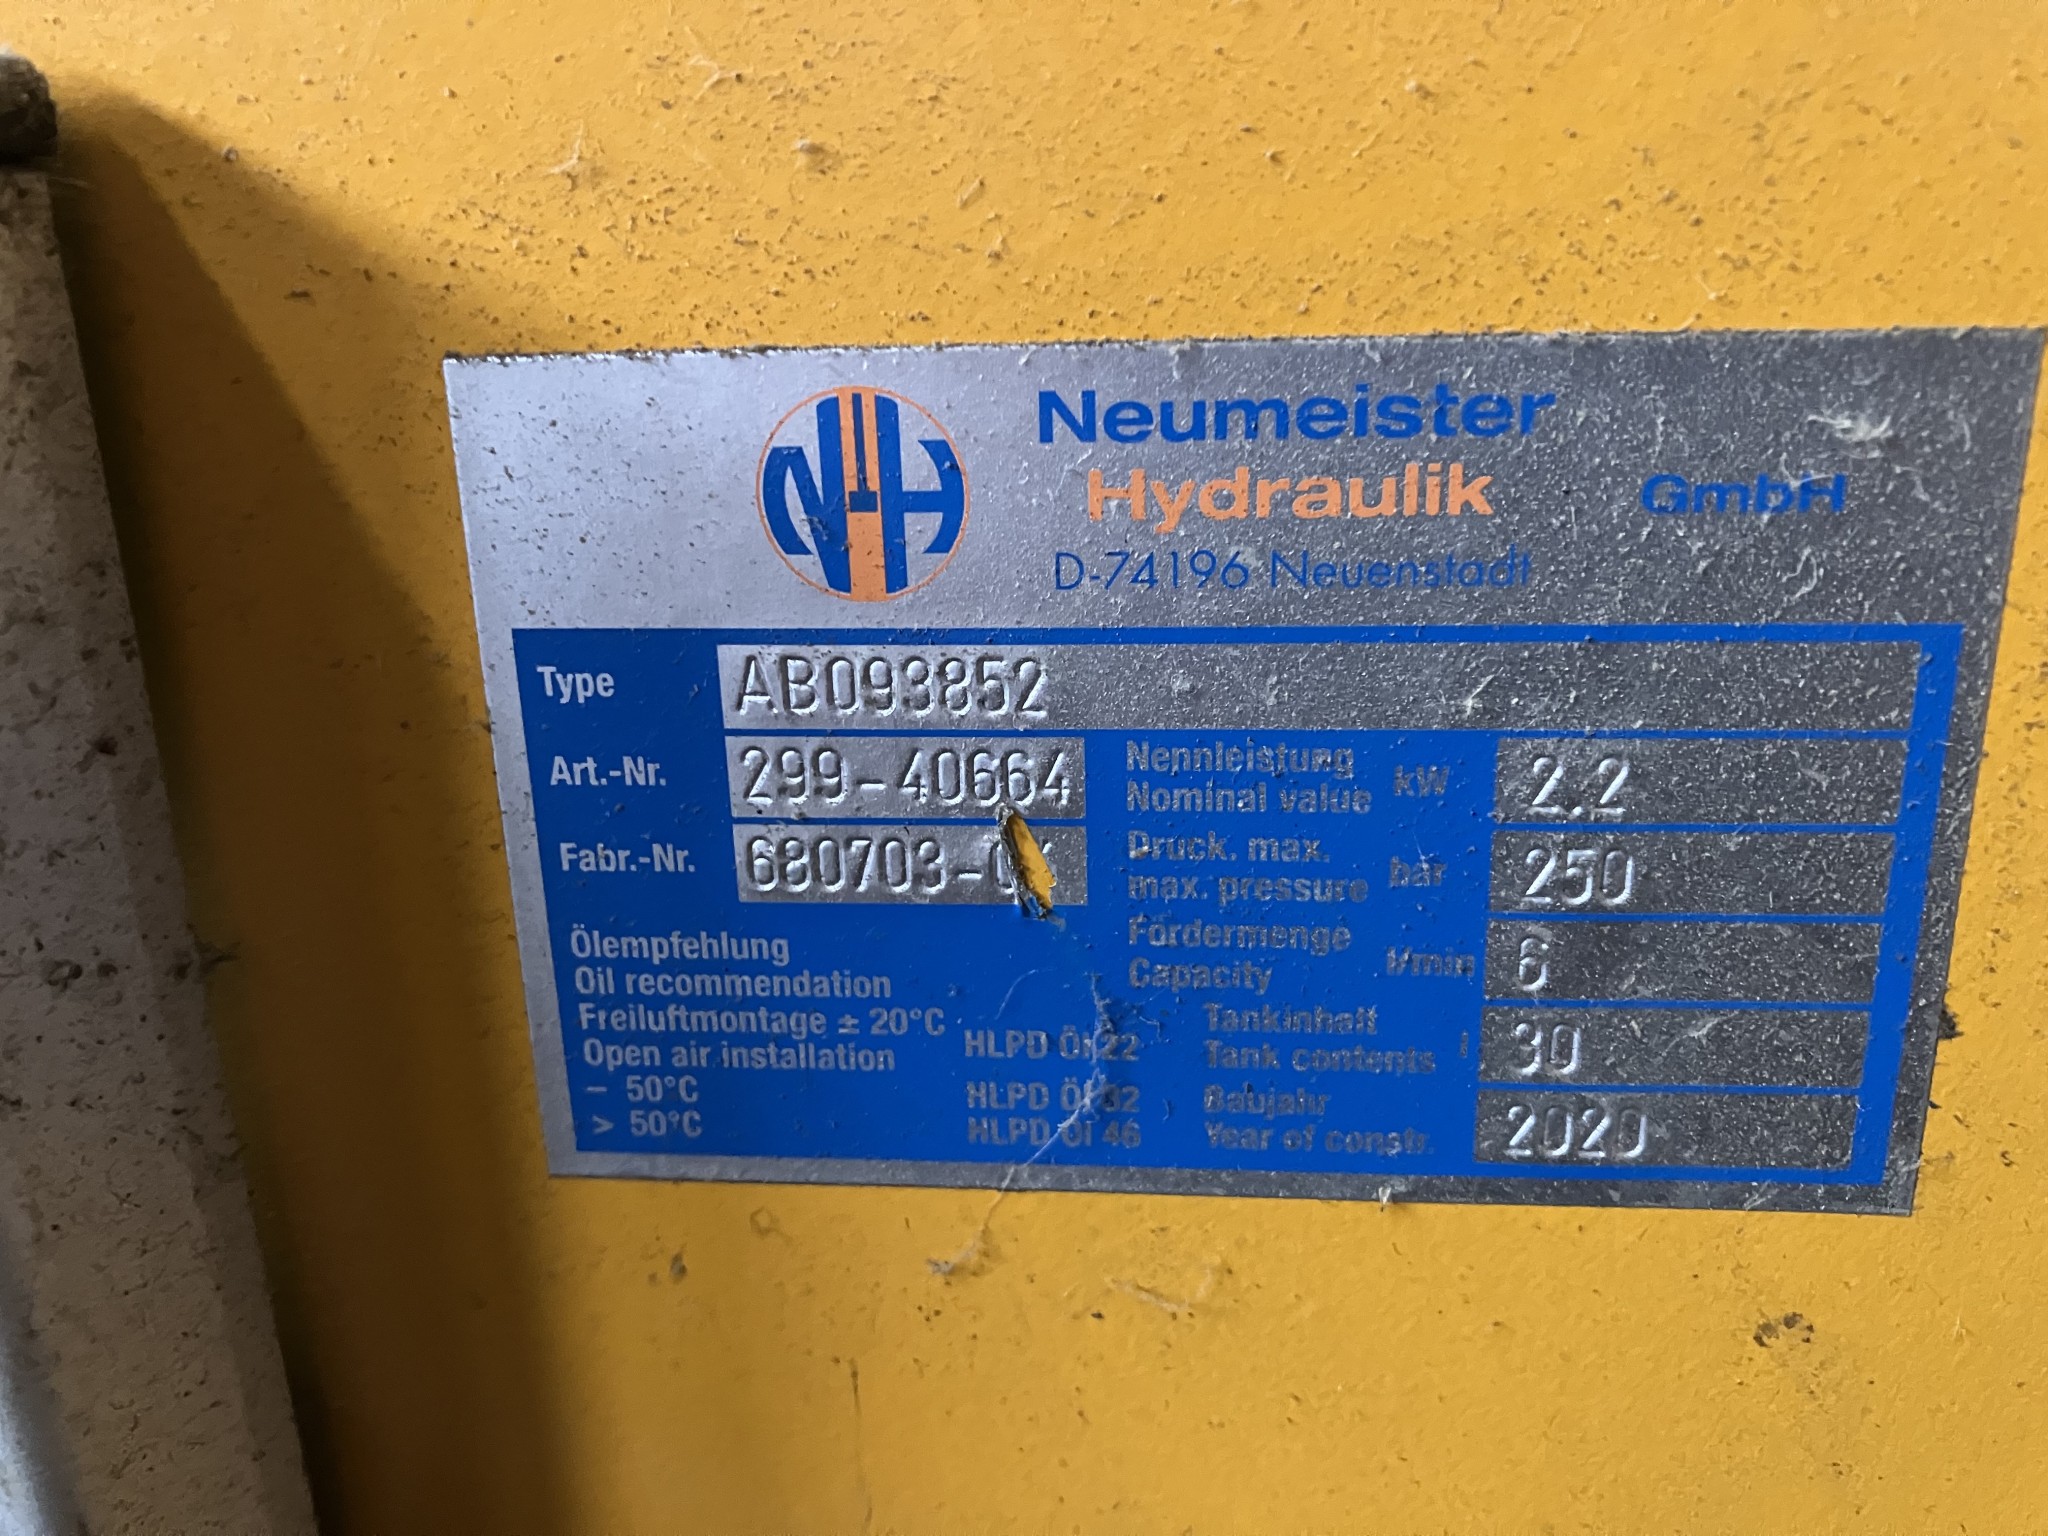 NH
Neumeister
Hydraulik GmbH
D-74196 Neuenstadt
Type AB093852
Art.-Nr. 299-40664
Fabr.-Nr. 680703-
Nennleistung
Nominal value kW 2.2
Druck. max.
max. pressure bar 250
Fördermenge
Capacity l/min 6
Tankinhalt
Tank contents l 30
Baujahr
Year of constr. 2020
Ölempfehlung
Oil recommendation
Freiluftmontage ± 20°C
Open air installation HLPD Öl 22
– 50°C HLPD Öl 32
> 50°C HLPD Öl 46